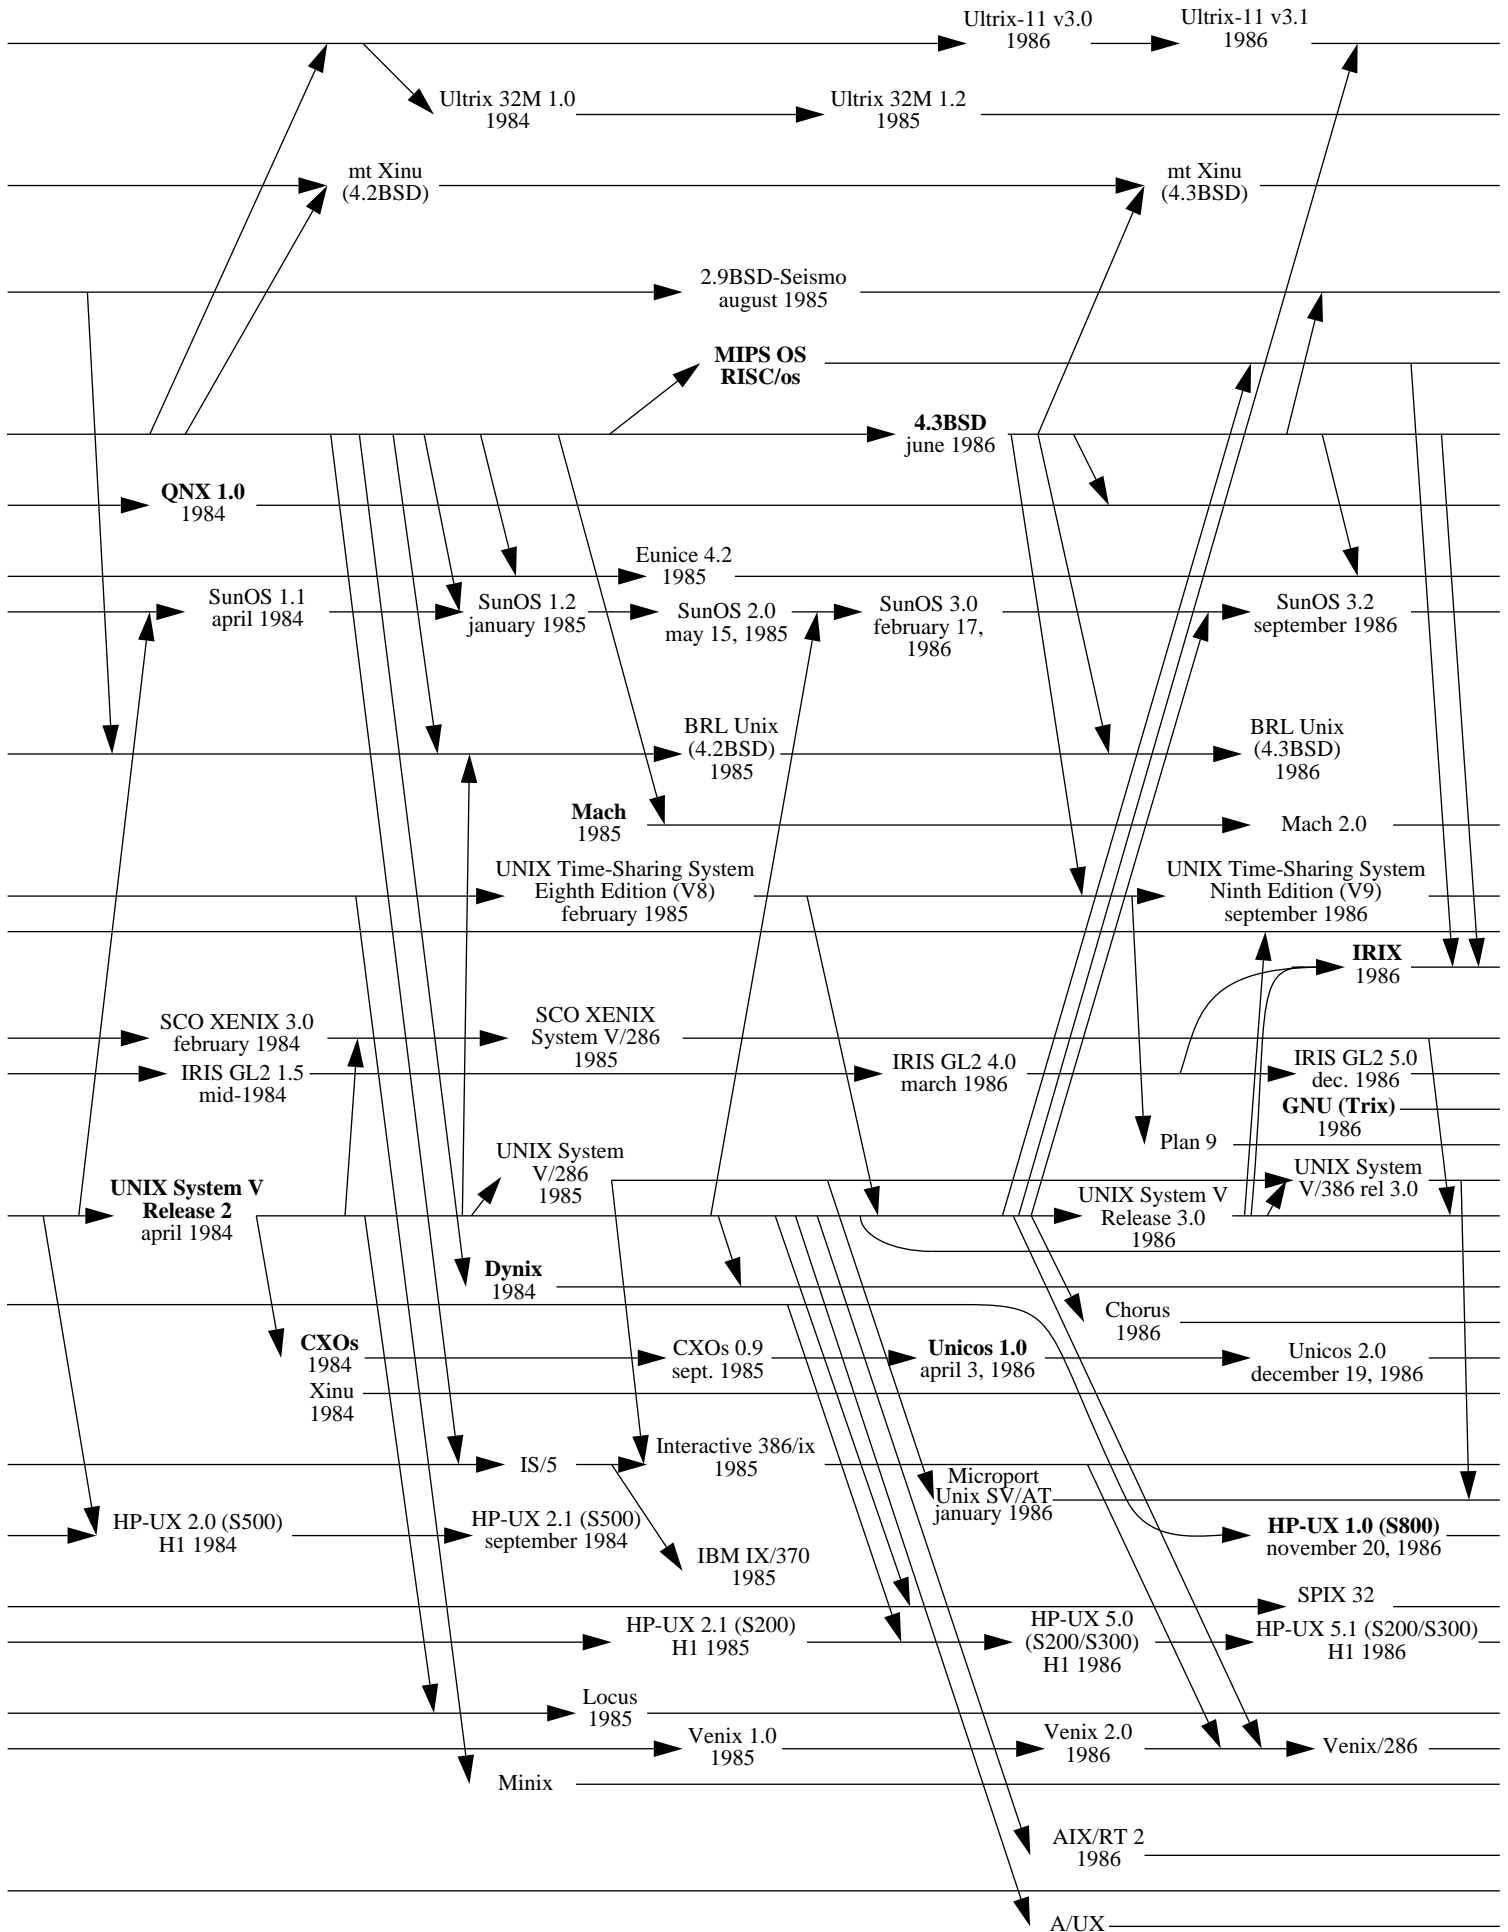 Ultrix-11 v3.0
1986
Ultrix-11 v3.1
1986
Ultrix 32M 1.0
1984
Ultrix 32M 1.2
1985
mt Xinu
(4.2BSD)
mt Xinu
(4.3BSD)
2.9BSD-Seismo
august 1985
MIPS OS
RISC/os
4.3BSD
june 1986
QNX 1.0
1984
Eunice 4.2
1985
SunOS 1.1
april 1984
SunOS 1.2
january 1985
SunOS 2.0
may 15, 1985
SunOS 3.0
february 17,
1986
SunOS 3.2
september 1986
BRL Unix
(4.2BSD)
1985
BRL Unix
(4.3BSD)
1986
Mach
1985
Mach 2.0
UNIX Time-Sharing System
Eighth Edition (V8)
february 1985
UNIX Time-Sharing System
Ninth Edition (V9)
september 1986
IRIX
1986
SCO XENIX 3.0
february 1984
SCO XENIX
System V/286
1985
IRIS GL2 1.5
mid-1984
IRIS GL2 4.0
march 1986
IRIS GL2 5.0
dec. 1986
GNU (Trix)
1986
Plan 9
UNIX System
V/286
1985
UNIX System
V/386 rel 3.0
UNIX System V
Release 2
april 1984
UNIX System V
Release 3.0
1986
Dynix
1984
Chorus
1986
CXOs
1984
CXOs 0.9
sept. 1985
Unicos 1.0
april 3, 1986
Unicos 2.0
december 19, 1986
Xinu
1984
IS/5
Interactive 386/ix
1985
Microport
Unix SV/AT
january 1986
HP-UX 2.0 (S500)
H1 1984
HP-UX 2.1 (S500)
september 1984
HP-UX 1.0 (S800)
november 20, 1986
IBM IX/370
1985
SPIX 32
HP-UX 2.1 (S200)
H1 1985
HP-UX 5.0
(S200/S300)
H1 1986
HP-UX 5.1 (S200/S300)
H1 1986
Locus
1985
Venix 1.0
1985
Venix 2.0
1986
Venix/286
Minix
AIX/RT 2
1986
A/UX